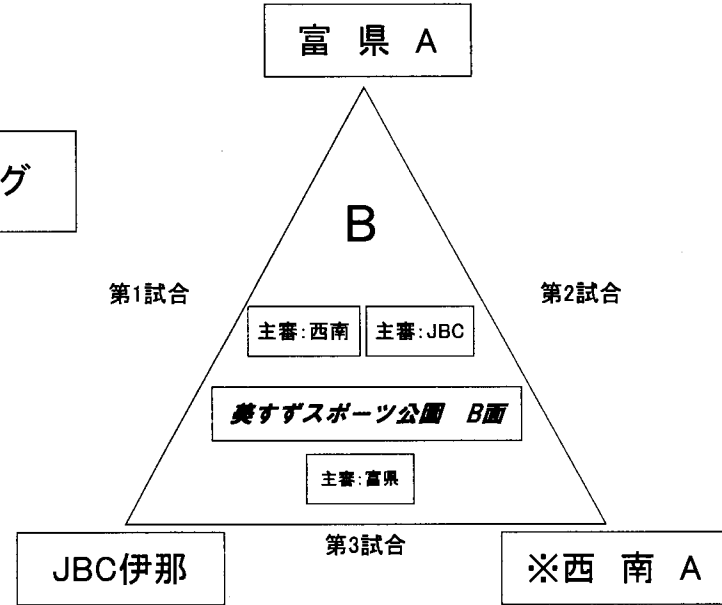 富 県 A
グ
B
第1試合
第2試合
主審:西南
主審:JBC
美すずスポーツ公園 B面
主審:富県
第3試合
JBC伊那
※西 南 A